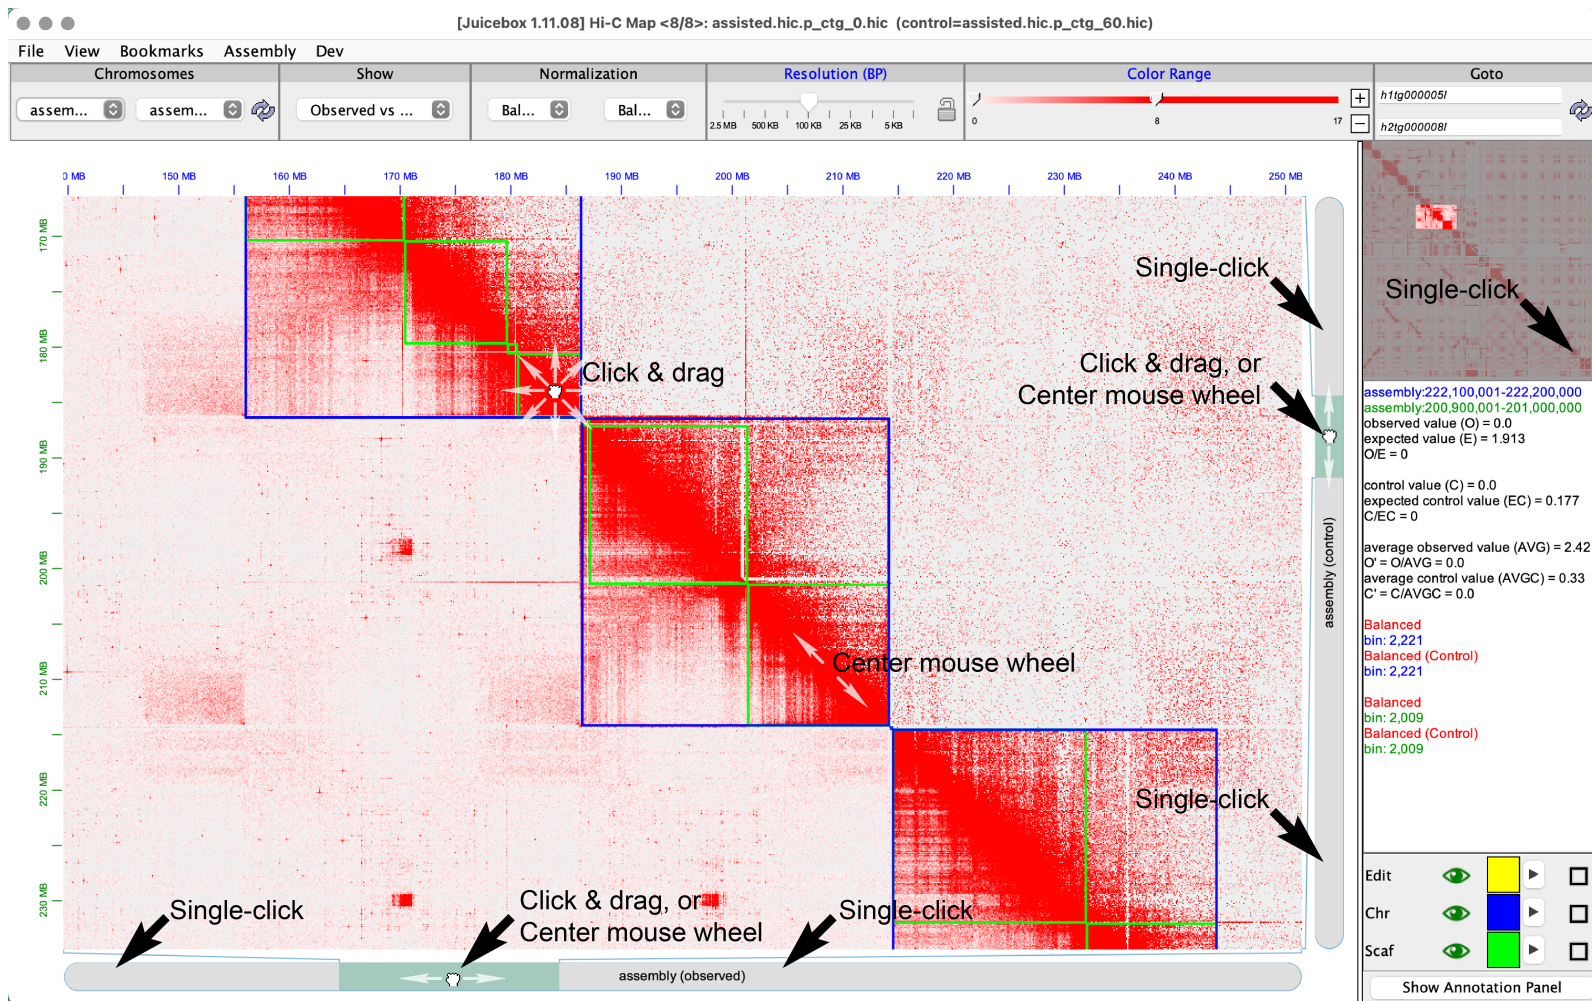 [Juicebox 1.11.08] Hi-C Map <8/8>: assisted.hic.p_ctg_0.hic (control=assisted.hic.p_ctg_60.hic)
File View Bookmarks Assembly Dev
Chromosomes Show Normalization Resolution (BP) Color Range Goto
assem... assem... Observed vs ... Bal... Bal...
2.5 MB 500 KB 100 KB 25 KB 5 KB
0 8 17
+
−
h1tg000005l
h2tg000008l
0 MB 150 MB 160 MB 170 MB 180 MB 190 MB 200 MB 210 MB 220 MB 230 MB 240 MB 250 MB
170 MB
180 MB
190 MB
200 MB
210 MB
220 MB
230 MB
Single-click
Single-click
Click & drag, or
Center mouse wheel
Click & drag
Center mouse wheel
Single-click
Single-click
Click & drag, or
Center mouse wheel
Single-click
assembly (control)
assembly (observed)
assembly:222,100,001-222,200,000
assembly:200,900,001-201,000,000
observed value (O) = 0.0
expected value (E) = 1.913
O/E = 0
control value (C) = 0.0
expected control value (EC) = 0.177
C/EC = 0
average observed value (AVG) = 2.42
O' = O/AVG = 0.0
average control value (AVGC) = 0.33
C' = C/AVGC = 0.0
Balanced
bin: 2,221
Balanced (Control)
bin: 2,221
Balanced
bin: 2,009
Balanced (Control)
bin: 2,009
Edit
Chr
Scaf
Show Annotation Panel